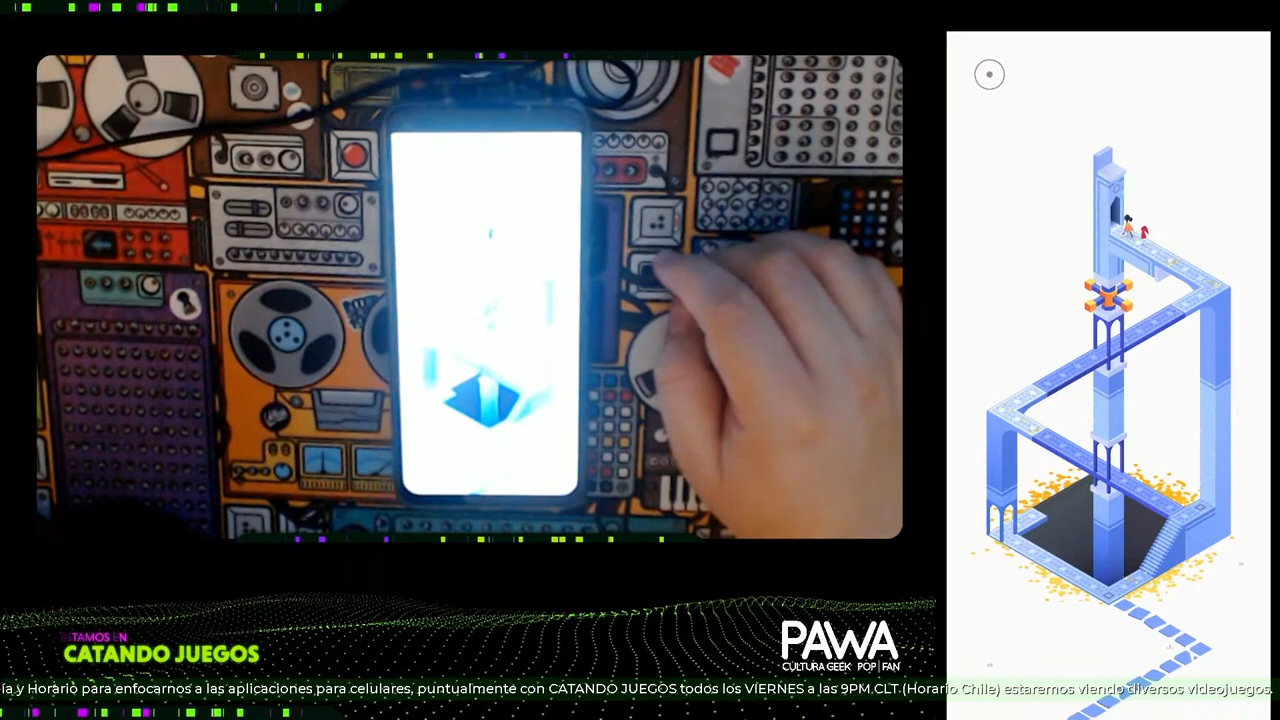 TAMOS EN
CATANDO JUEGOS
PAWA
CULTURA GEEK POP | FAN
ía y Horario para enfocarnos a las aplicaciones para celulares, puntualmente con CATANDO JUEGOS todos los VIERNES a las 9PM CLT (Horario Chile) estaremos viendo diversos videojuegos.